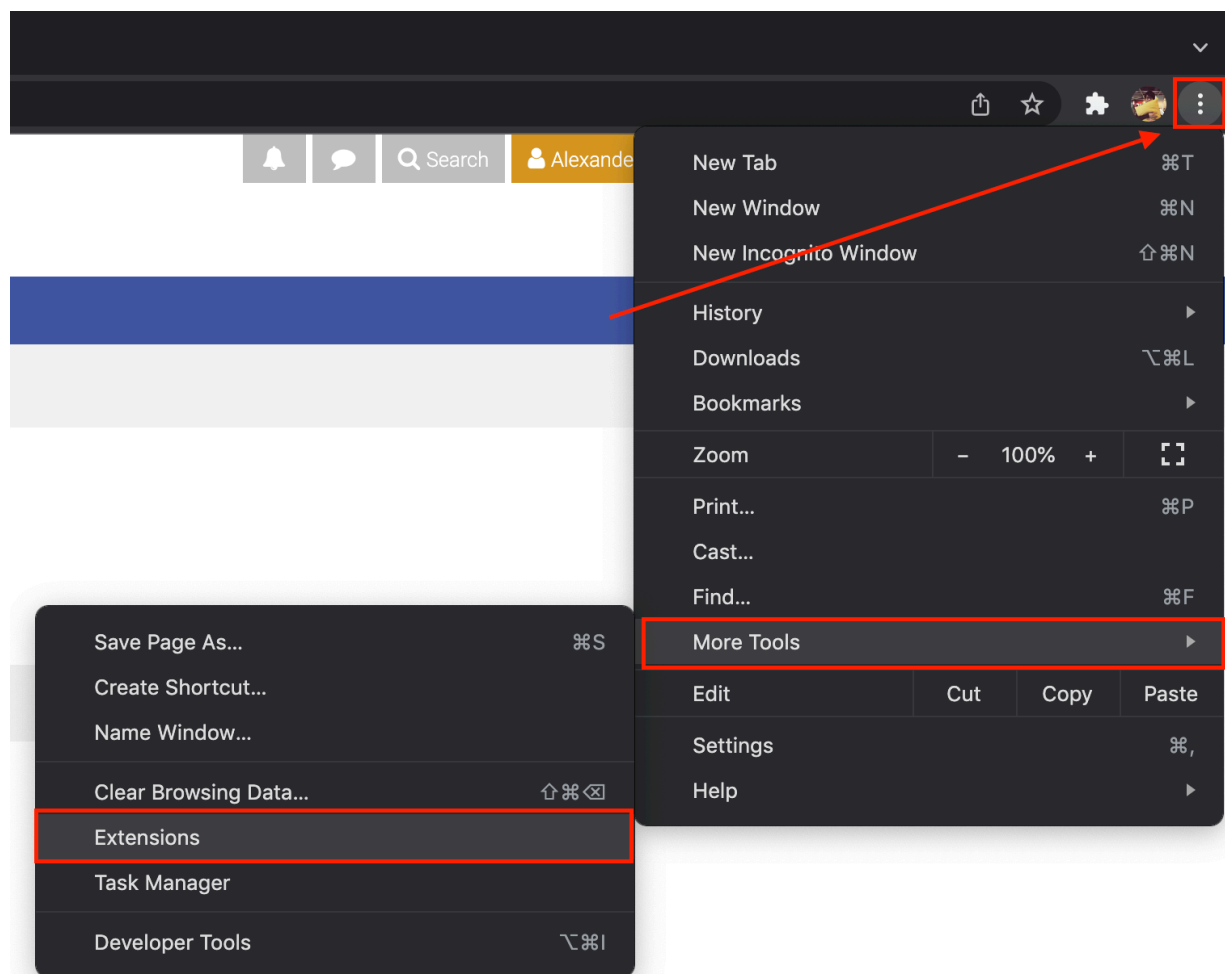 Search
Alexande
New Tab ⌘T
New Window ⌘N
New Incognito Window ⇧⌘N
History
Downloads ⌥⌘L
Bookmarks
Zoom - 100% +
Print... ⌘P
Cast...
Find... ⌘F
More Tools
Edit Cut Copy Paste
Settings ⌘,
Help
Save Page As... ⌘S
Create Shortcut...
Name Window...
Clear Browsing Data... ⇧⌘⌫
Extensions
Task Manager
Developer Tools ⌥⌘I